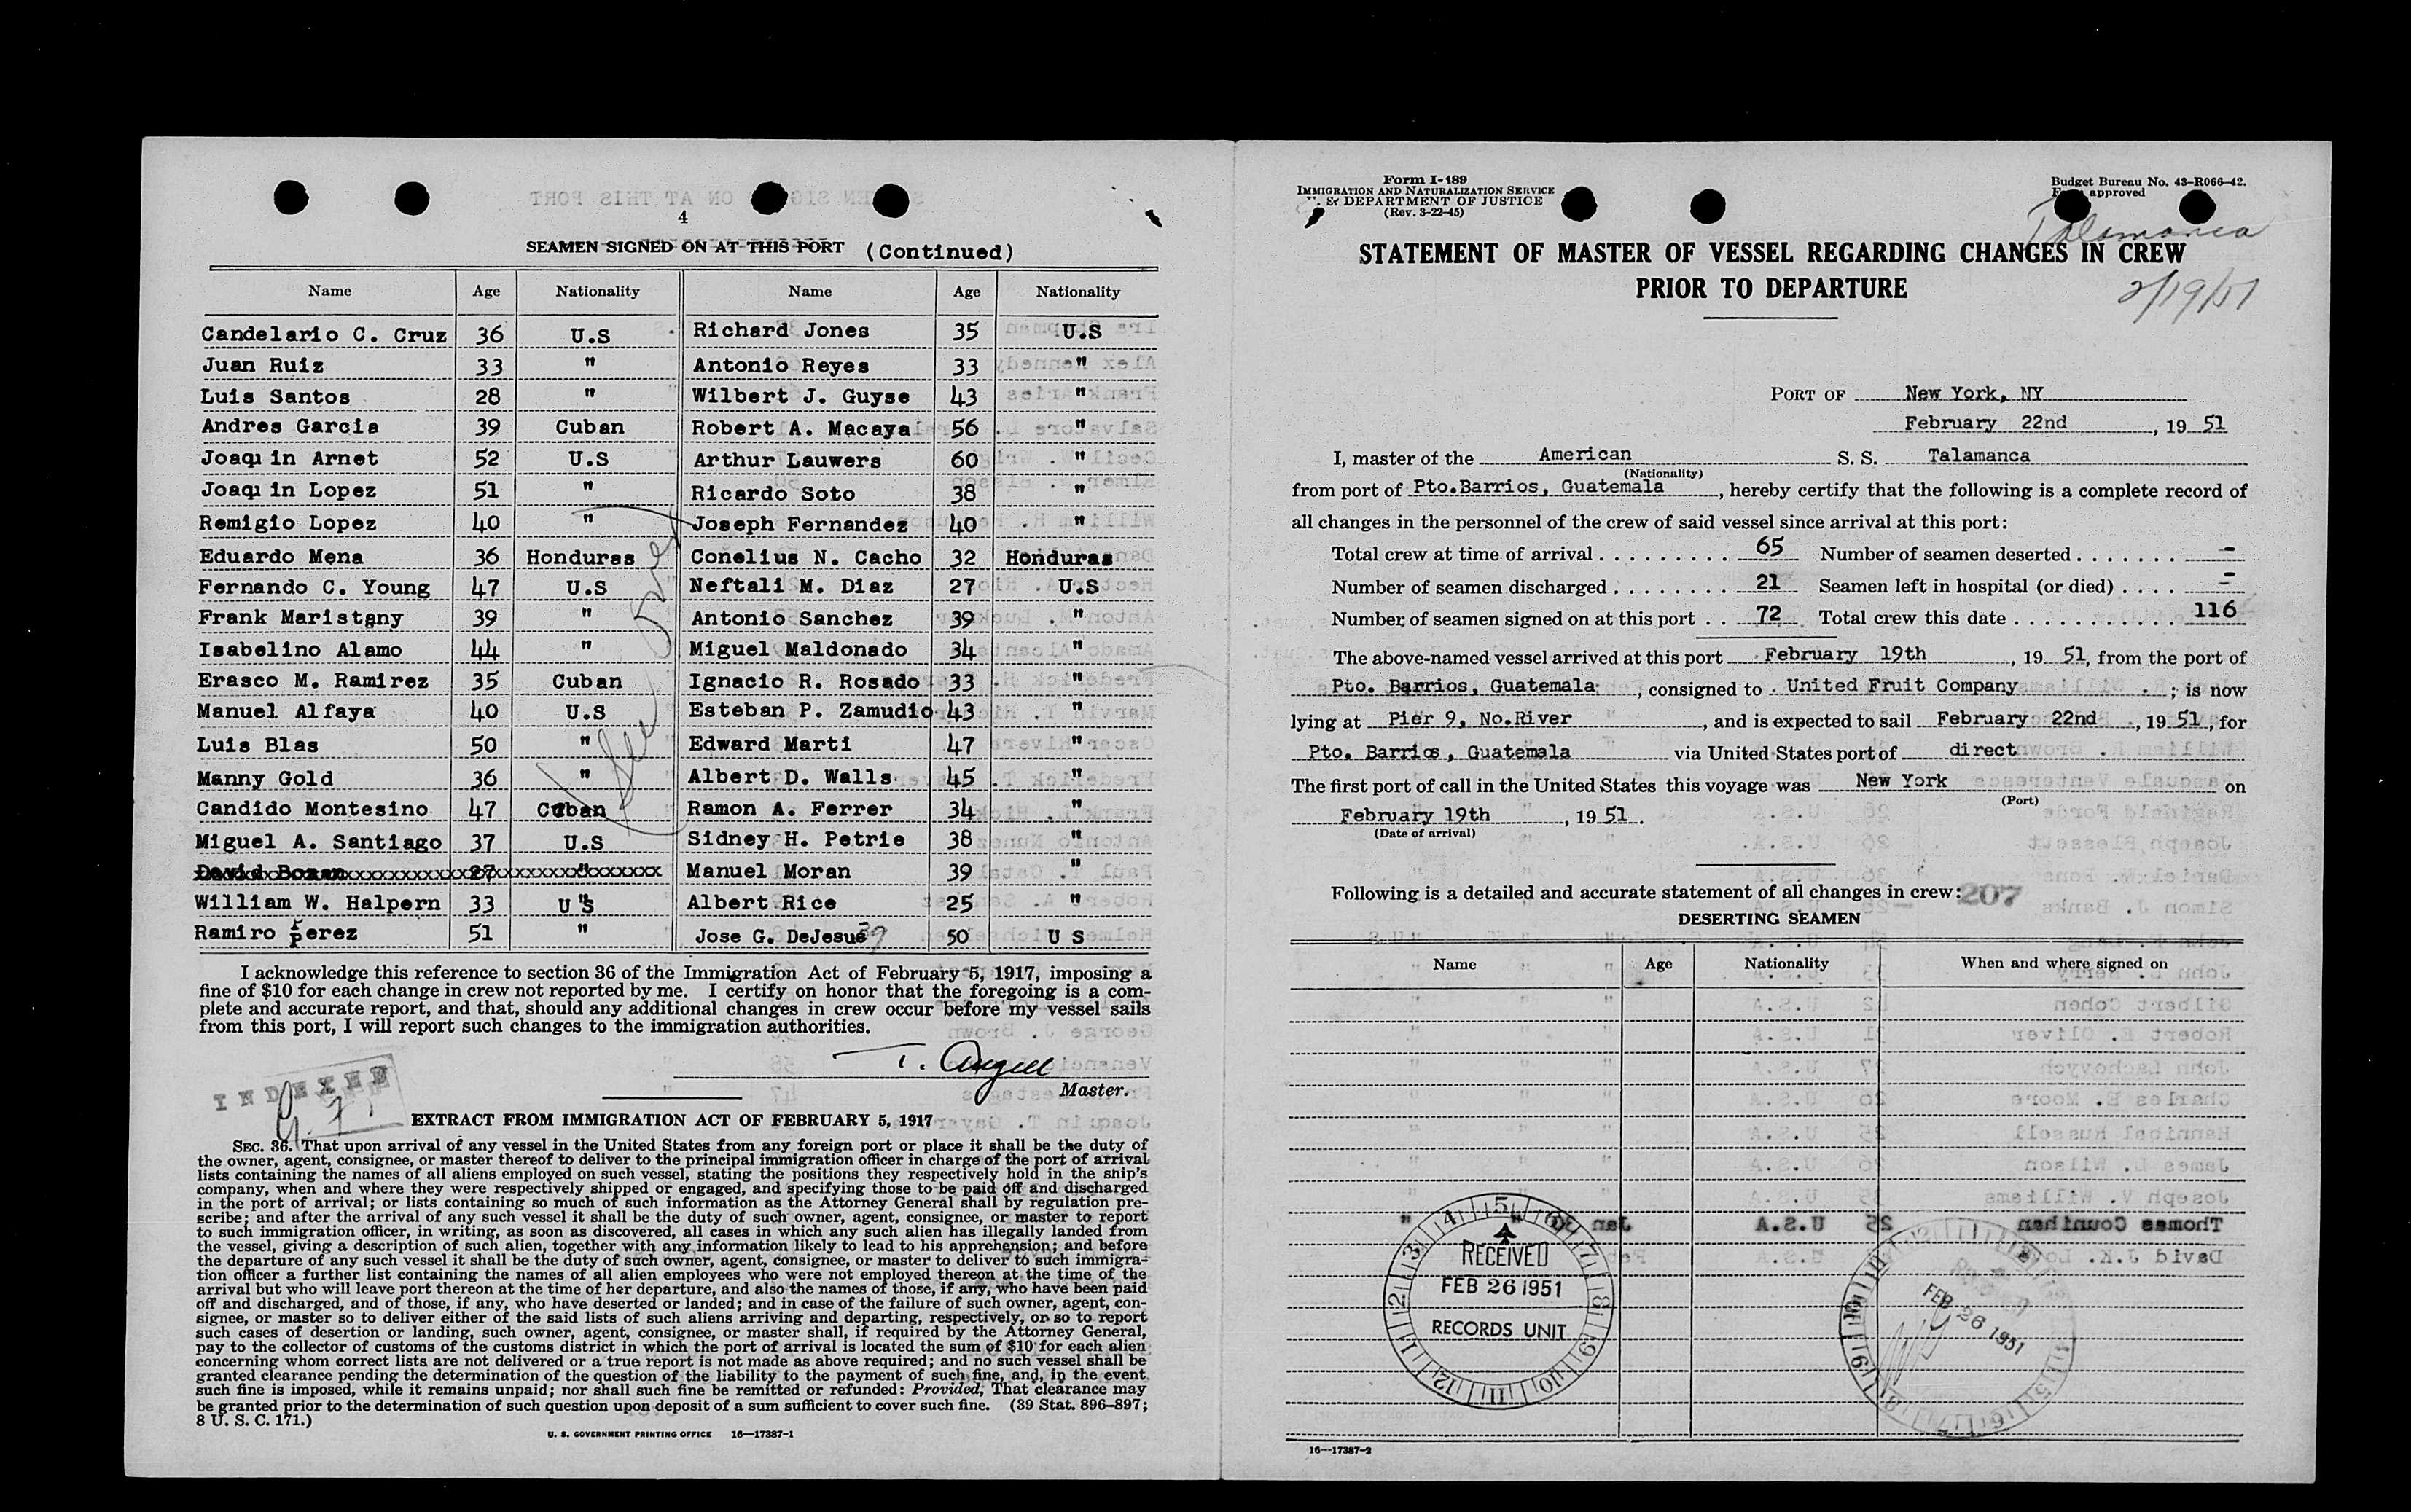 4
SEAMEN SIGNED ON AT THIS PORT (Continued)
Name Age Nationality Name Age Nationality
Candelario C. Cruz 36 U.S Richard Jones 35 U.S
Juan Ruiz 33 " Antonio Reyes 33 "
Luis Santos 28 " Wilbert J. Guyse 43 "
Andres Garcia 39 Cuban Robert A. Macaya 56 "
Joaquin Arnet 52 U.S Arthur Lauwers 60 "
Joaquin Lopez 51 " Ricardo Soto 38 "
Remigio Lopez 40 " Joseph Fernandez 40 "
Eduardo Mena 36 Honduras Conelius N. Cacho 32 Honduras
Fernando C. Young 47 U.S Neftali M. Diaz 27 U.S
Frank Maristany 39 " Antonio Sanchez 39 "
Isabelino Alamo 44 " Miguel Maldonado 34 "
Erasco M. Ramirez 35 Cuban Ignacio R. Rosado 33 "
Manuel Alfaya 40 U.S Esteban P. Zamudio 43 "
Luis Blas 50 " Edward Marti 47 "
Manny Gold 36 " Albert D. Walls 45 "
Candido Montesino 47 Cuban Ramon A. Ferrer 34 "
Miguel A. Santiago 37 U.S Sidney H. Petrie 38 "
David 27 " Manuel Moran 39 "
William W. Halpern 33 U S Albert Rice 25 "
Ramiro Perez 51 " Jose G. DeJesus 39 50 U S
See over
I acknowledge this reference to section 36 of the Immigration Act of February 5, 1917, imposing a
fine of $10 for each change in crew not reported by me. I certify on honor that the foregoing is a com-
plete and accurate report, and that, should any additional changes in crew occur before my vessel sails
from this port, I will report such changes to the immigration authorities.
T. Angell
Master.
INDEXED
EXTRACT FROM IMMIGRATION ACT OF FEBRUARY 5, 1917
SEC. 36. That upon arrival of any vessel in the United States from any foreign port or place it shall be the duty of
the owner, agent, consignee, or master thereof to deliver to the principal immigration officer in charge of the port of arrival
lists containing the names of all aliens employed on such vessel, stating the positions they respectively hold in the ship's
company, when and where they were respectively shipped or engaged, and specifying those to be paid off and discharged
in the port of arrival; or lists containing so much of such information as the Attorney General shall by regulation pre-
scribe; and after the arrival of any such vessel it shall be the duty of such owner, agent, consignee, or master to report
to such immigration officer, in writing, as soon as discovered, all cases in which any such alien has illegally landed from
the vessel, giving a description of such alien, together with any information likely to lead to his apprehension; and before
the departure of any such vessel it shall be the duty of such owner, agent, consignee, or master to deliver to such immigra-
tion officer a further list containing the names of all alien employees who were not employed thereon at the time of the
arrival but who will leave port thereon at the time of her departure, and also the names of those, if any, who have been paid
off and discharged, and of those, if any, who have deserted or landed; and in case of the failure of such owner, agent, con-
signee, or master so to deliver either of the said lists of such aliens arriving and departing, respectively, or so to report
such cases of desertion or landing, such owner, agent, consignee, or master shall, if required by the Attorney General,
pay to the collector of customs of the customs district in which the port of arrival is located the sum of $10 for each alien
concerning whom correct lists are not delivered or a true report is not made as above required; and no such vessel shall be
granted clearance pending the determination of the question of the liability to the payment of such fine, and, in the event
such fine is imposed, while it remains unpaid; nor shall such fine be remitted or refunded: Provided, That clearance may
be granted prior to the determination of such question upon deposit of a sum sufficient to cover such fine. (39 Stat. 896–897;
8 U. S. C. 171.)
U. S. GOVERNMENT PRINTING OFFICE 16—17387-1
Form I-489
IMMIGRATION AND NATURALIZATION SERVICE
DEPARTMENT OF JUSTICE
(Rev. 3-22-45)
Budget Bureau No. 43-R066-42.
approved
Talamanca
2/19/51
STATEMENT OF MASTER OF VESSEL REGARDING CHANGES IN CREW
PRIOR TO DEPARTURE
PORT OF New York, NY
February 22nd, 19 51
I, master of the American S. S. Talamanca
(Nationality)
from port of Pto.Barrios, Guatemala, hereby certify that the following is a complete record of
all changes in the personnel of the crew of said vessel since arrival at this port:
Total crew at time of arrival 65 Number of seamen deserted -
Number of seamen discharged 21 Seamen left in hospital (or died) -
Number of seamen signed on at this port 72 Total crew this date 116
The above-named vessel arrived at this port February 19th, 19 51, from the port of
Pto. Barrios, Guatemala, consigned to United Fruit Company; is now
lying at Pier 9, No.River, and is expected to sail February 22nd, 19 51, for
Pto. Barrios, Guatemala via United States port of direct
The first port of call in the United States this voyage was New York on
(Port)
February 19th, 19 51.
(Date of arrival)
Following is a detailed and accurate statement of all changes in crew: 207
DESERTING SEAMEN
Name Age Nationality When and where signed on
RECEIVED
FEB 26 1951
RECORDS UNIT
FEB 26 1951
16—17387-2